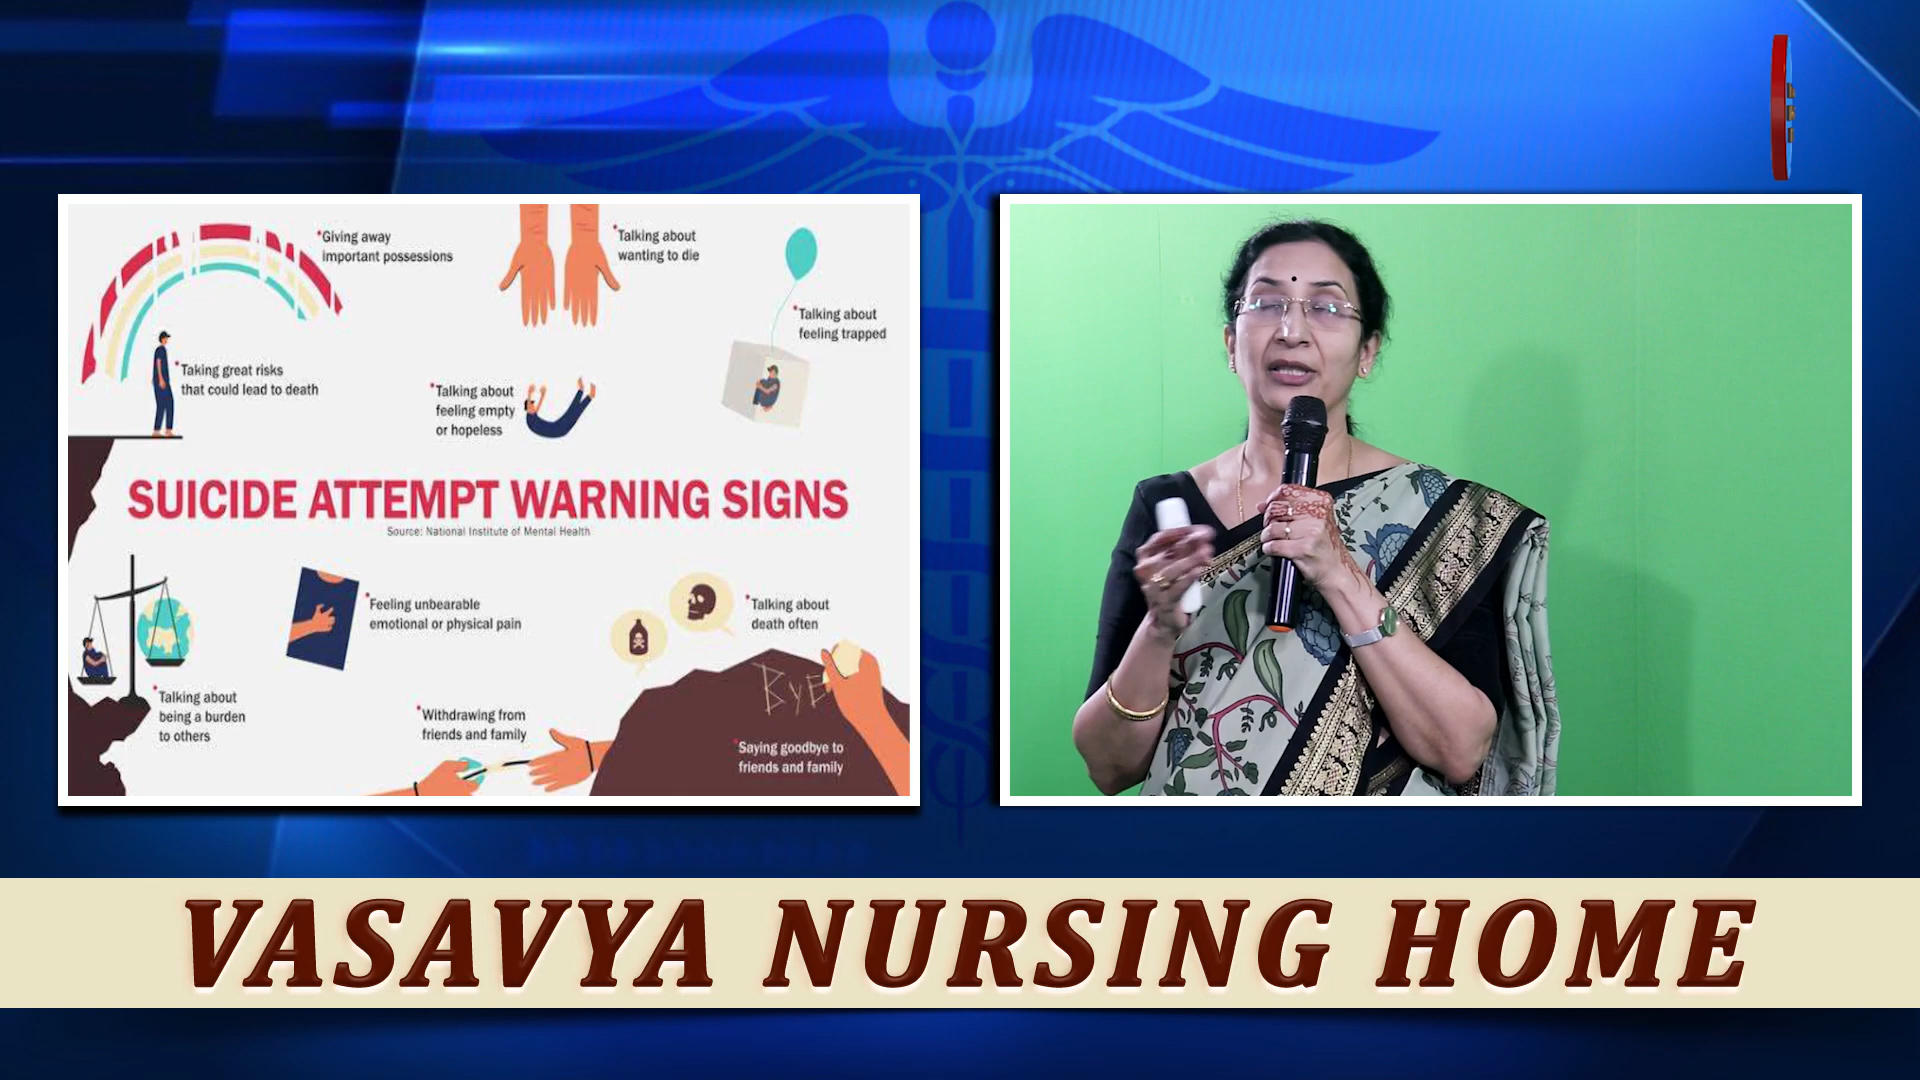 *Giving away
important possessions
*Talking about
wanting to die
*Talking about
feeling trapped
*Taking great risks
that could lead to death
*Talking about
feeling empty
or hopeless
SUICIDE ATTEMPT WARNING SIGNS
Source: National Institute of Mental Health
*Feeling unbearable
emotional or physical pain
*Talking about
death often
*Talking about
being a burden
to others
*Withdrawing from
friends and family
ByE
*Saying goodbye to
friends and family
VASAVYA NURSING HOME